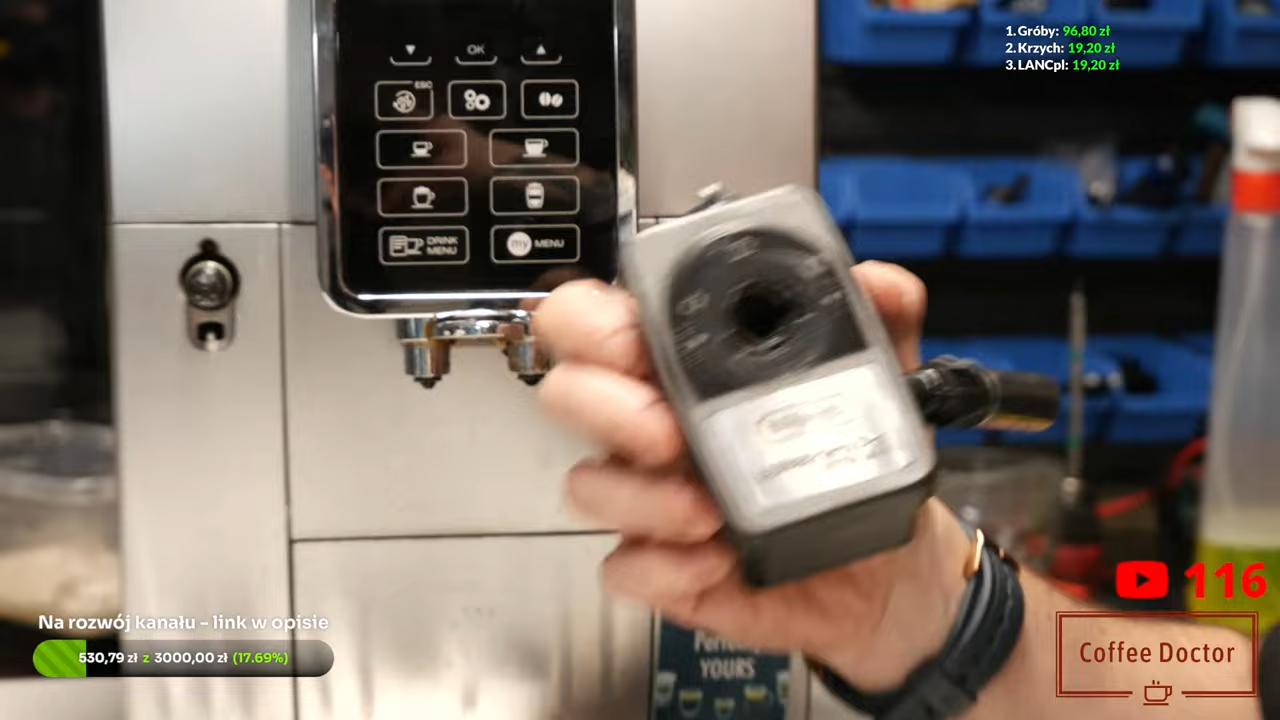 1. Gróby: 96,80 zł
2. Krzych: 19,20 zł
3. LANCpl: 19,20 zł
OK
ESC
DRINK
MENU
my MENU
YOURS
116
Na rozwój kanału - link w opisie
530,79 zł z 3000,00 zł (17.69%)
Coffee Doctor